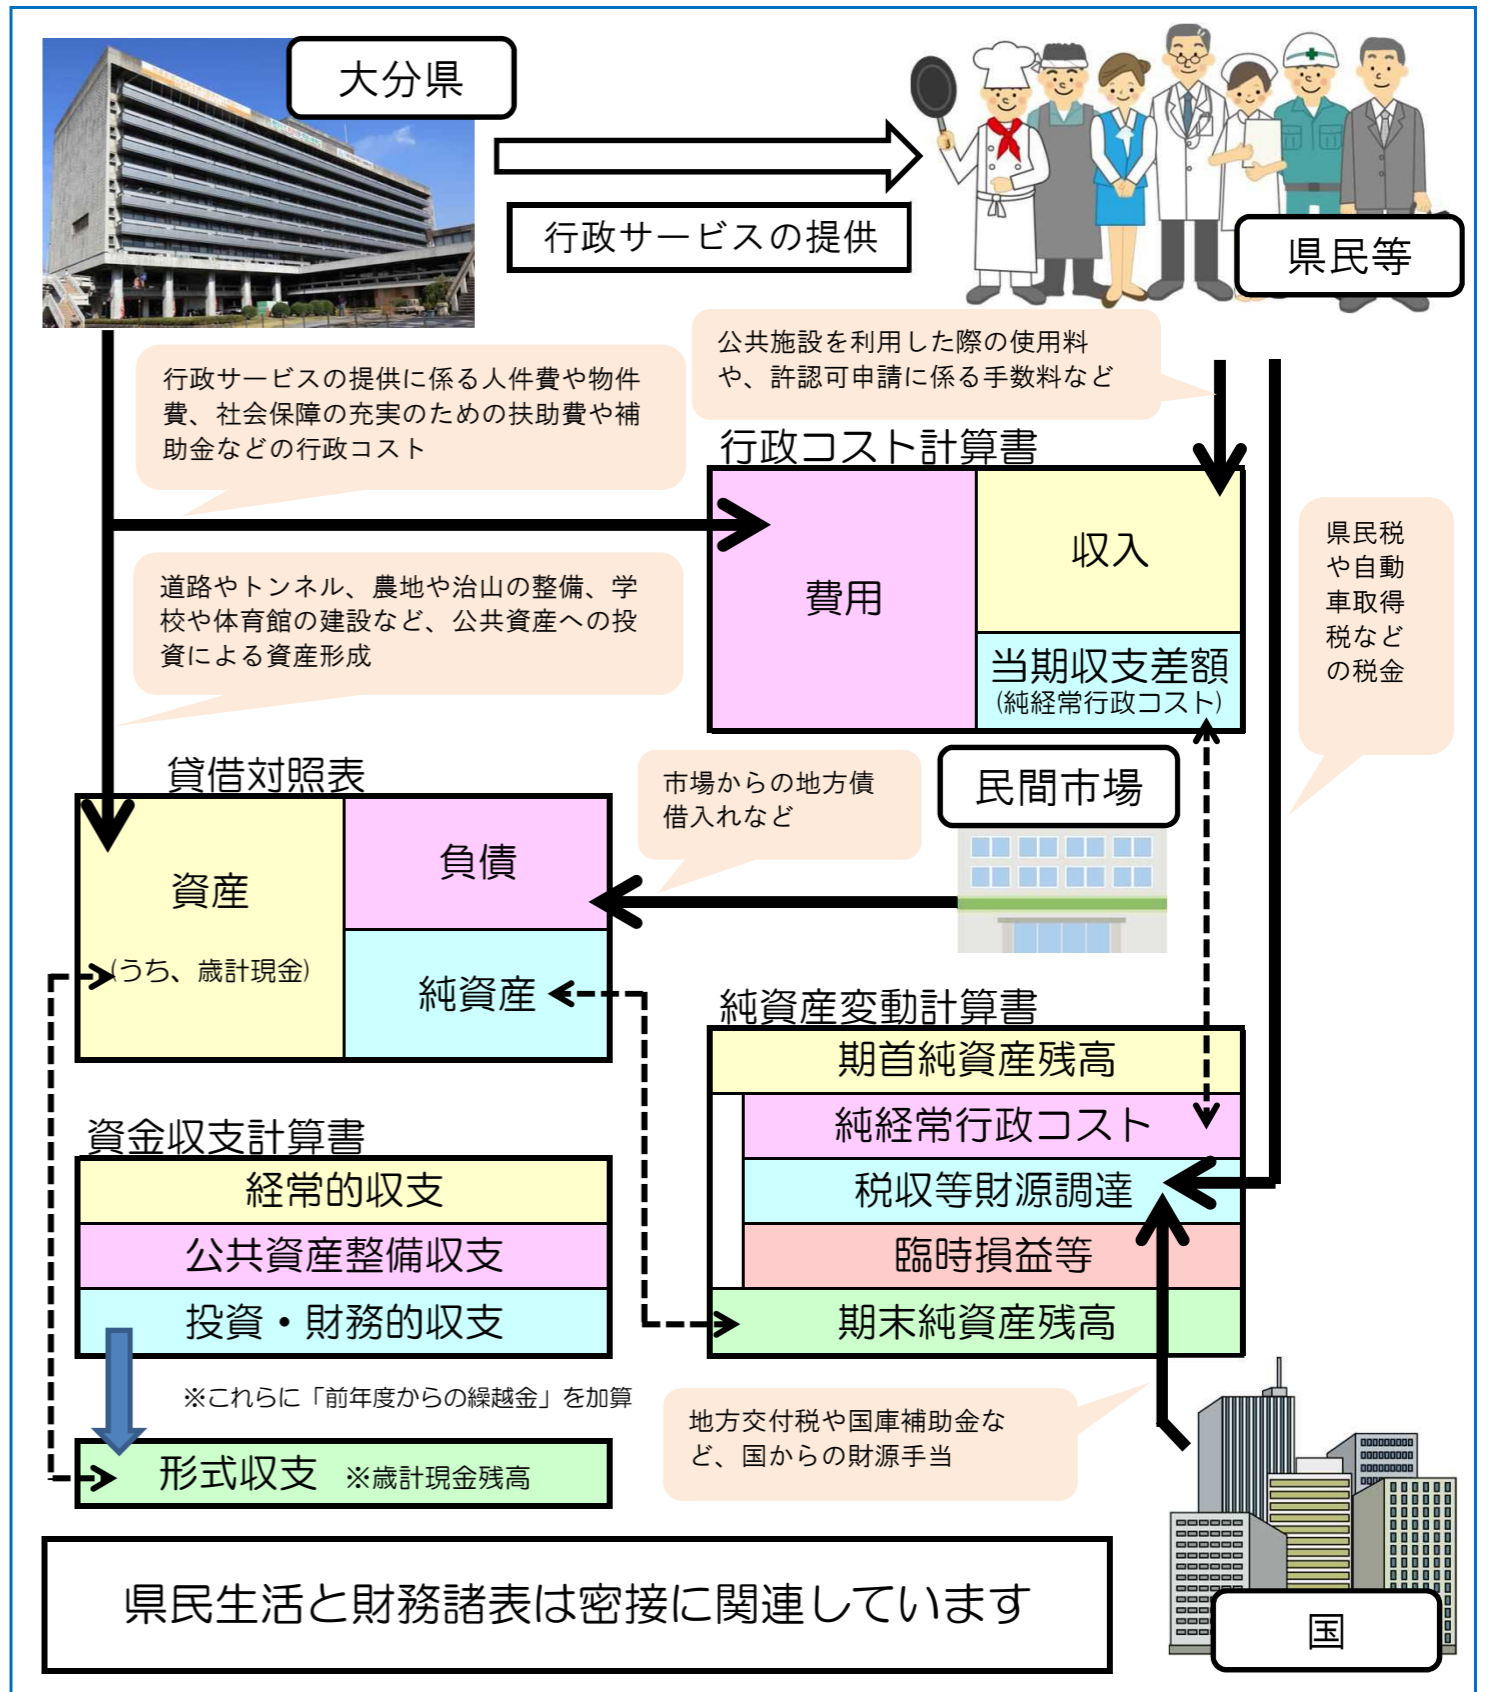 大分県
行政サービスの提供
県民等
行政サービスの提供に係る人件費や物件
費、社会保障の充実のための扶助費や補
助金などの行政コスト
公共施設を利用した際の使用料
や、許認可申請に係る手数料など
行政コスト計算書
費用
収入
当期収支差額
(純経常行政コスト)
県民税
や自動
車取得
税など
の税金
道路やトンネル、農地や治山の整備、学
校や体育館の建設など、公共資産への投
資による資産形成
貸借対照表
資産
(うち、歳計現金)
負債
純資産
市場からの地方債
借入れなど
民間市場
純資産変動計算書
期首純資産残高
純経常行政コスト
税収等財源調達
臨時損益等
期末純資産残高
資金収支計算書
経常的収支
公共資産整備収支
投資・財務的収支
※これらに「前年度からの繰越金」を加算
形式収支 ※歳計現金残高
地方交付税や国庫補助金な
ど、国からの財源手当
国
県民生活と財務諸表は密接に関連しています